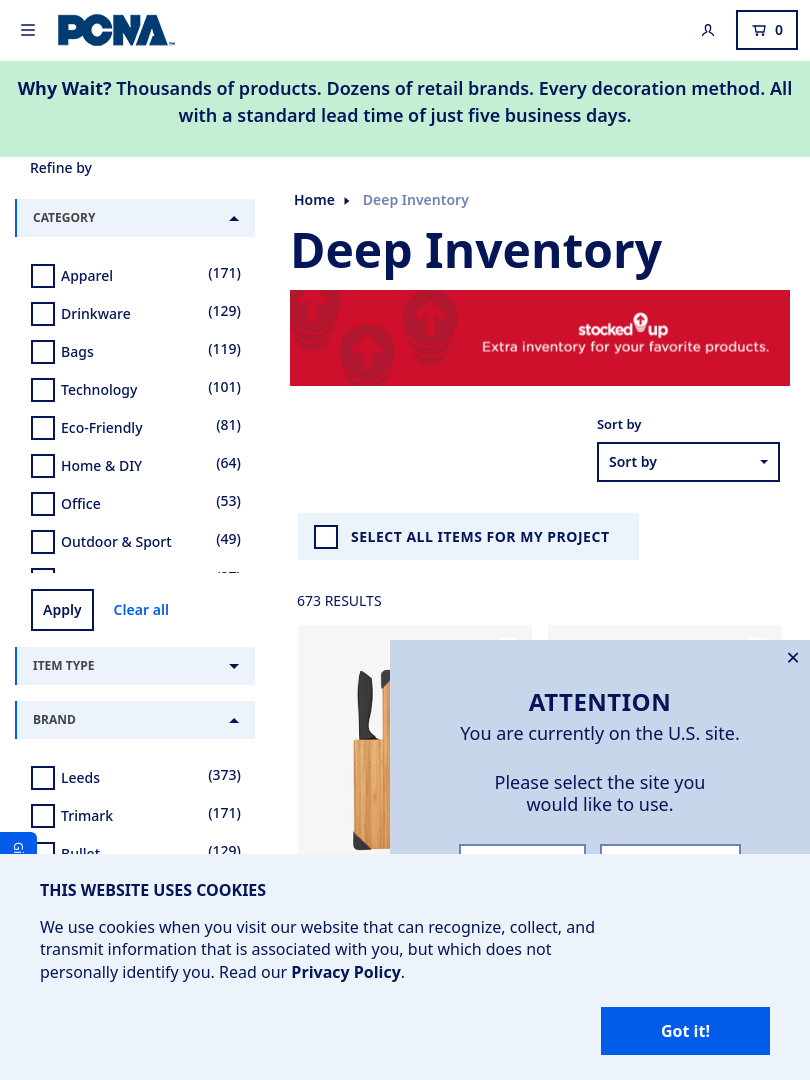 PCNA
0
Why Wait? Thousands of products. Dozens of retail brands. Every decoration method. All
with a standard lead time of just five business days.
Refine by
Home
Deep Inventory
CATEGORY
Deep Inventory
Apparel (171)
Drinkware (129)
Bags (119)
Technology (101)
Eco-Friendly (81)
Home & DIY (64)
Office (53)
Outdoor & Sport (49)
stocked up
Extra inventory for your favorite products.
Sort by
Sort by
SELECT ALL ITEMS FOR MY PROJECT
673 RESULTS
Apply
Clear all
ITEM TYPE
BRAND
Leeds (373)
Trimark (171)
Bullet (129)
ATTENTION
You are currently on the U.S. site.
Please select the site you
would like to use.
THIS WEBSITE USES COOKIES
We use cookies when you visit our website that can recognize, collect, and
transmit information that is associated with you, but which does not
personally identify you. Read our Privacy Policy.
Got it!